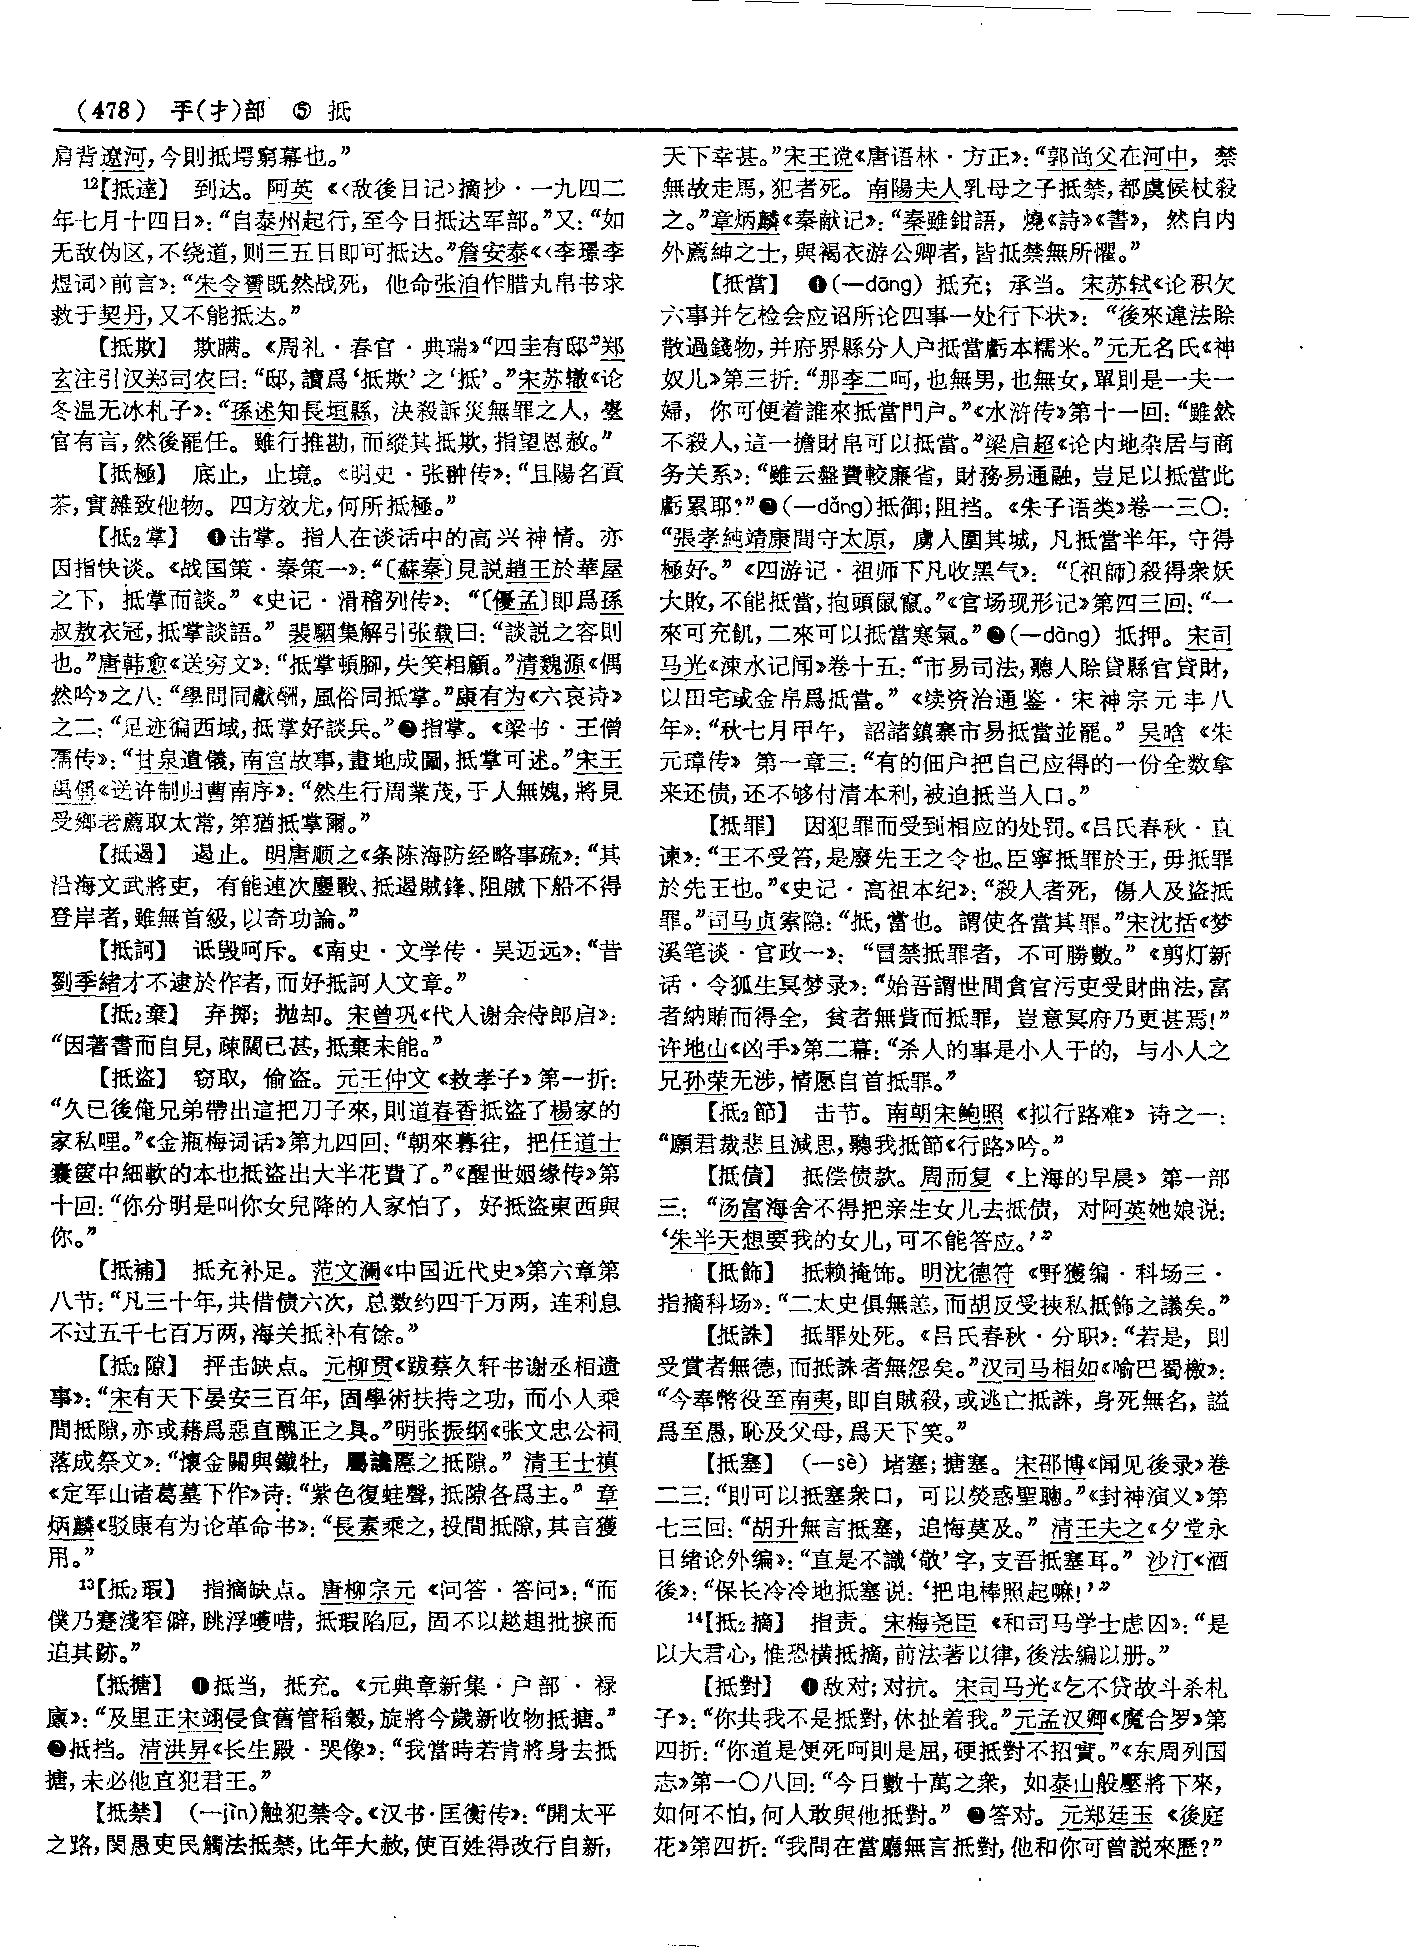 (478) 手(扌)部 ⑤ 抵
肩背遼河,今則抵堮窮幕也。”
12【抵達】 到达。阿英《〈敌後日记〉摘抄·一九四二
年七月十四日》:“自泰州起行,至今日抵达军部。”又:“如
无敌伪区,不绕道,则三五日即可抵达。”詹安泰《〈李璟李
煜词〉前言》:“朱令贇既然战死,他命张洎作腊丸帛书求
救于契丹,又不能抵达。”
【抵欺】 欺瞒。《周礼·春官·典瑞》“四圭有邸”郑
玄注引汉郑司农曰:“邸,讀爲‘抵欺’之‘抵’。”宋苏辙《论
冬温无冰札子》:“孫述知長垣縣,決殺訴災無罪之人,臺
官有言,然後罷任。雖行推勘,而縱其抵欺,指望恩赦。”
【抵極】 底止,止境。《明史·张翀传》:“且陽名貢
茶,實雜致他物。四方效尤,何所抵極。”
【抵2掌】 ❶击掌。指人在谈话中的高兴神情。亦
因指快谈。《战国策·秦策一》:“〔蘇秦〕見説趙王於華屋
之下,抵掌而談。”《史记·滑稽列传》:“〔優孟〕即爲孫
叔敖衣冠,抵掌談語。”裴駰集解引张载曰:“談説之容則
也。”唐韩愈《送穷文》:“抵掌頓脚,失笑相顧。”清魏源《偶
然吟》之八:“學問同獻酬,風俗同抵掌。”康有为《六哀诗》
之二:“足迹徧西域,抵掌好談兵。”❷指掌。《梁书·王僧
孺传》:“甘泉遺儀,南宫故事,畫地成圖,抵掌可述。”宋王
禹偁《送许制归曹南序》:“然生行周業茂,于人無媿,將見
受鄉老薦取太常,第猶抵掌爾。”
【抵遏】 遏止。明唐顺之《条陈海防经略事疏》:“其
沿海文武將吏,有能連次鏖戰、抵遏賊鋒、阻賊下船不得
登岸者,雖無首級,以奇功論。”
【抵訶】 诋毁呵斥。《南史·文学传·吴迈远》:“昔
劉季緒才不逮於作者,而好抵訶人文章。”
【抵2棄】 弃掷;抛却。宋曾巩《代人谢余侍郎启》:
“因著書而自見,疎闊已甚,抵棄未能。”
【抵盜】 窃取,偷盗。元王仲文《救孝子》第一折:
“久已後俺兄弟帶出這把刀子來,則道春香抵盜了楊家的
家私哩。”《金瓶梅词话》第九四回:“朝來暮往,把任道士
囊篋中細軟的本也抵盜出大半花費了。”《醒世姻缘传》第
十回:“你分明是叫你女兒降的人家怕了,好抵盜東西與
你。”
【抵補】 抵充补足。范文澜《中国近代史》第六章第
八节:“凡三十年,共借债六次,总数约四千万两,连利息
不过五千七百万两,海关抵补有馀。”
【抵2隙】 抨击缺点。元柳贯《跋蔡久轩书谢丞相遗
事》:“宋有天下晏安三百年,固學術扶持之功,而小人乘
間抵隙,亦或藉爲惡直醜正之具。”明张振纲《张文忠公祠
落成祭文》:“懷金闕與鐵牡,屬讒慝之抵隙。”清王士禛
《定军山诸葛墓下作》诗:“紫色復蛙聲,抵隙各爲主。”章
炳麟《驳康有为论革命书》:“長素乘之,投間抵隙,其言獲
用。”
13【抵2瑕】 指摘缺点。唐柳宗元《问答·答问》:“而
僕乃蹇淺窄僻,跳浮嚄唶,抵瑕陷厄,固不以趑趄批捩而
追其跡。”
【抵搪】 ❶抵当,抵充。《元典章新集·户部·禄
廩》:“及里正宋翊侵食舊管稻穀,旋將今歲新收物抵搪。”
❷抵挡。清洪昇《长生殿·哭像》:“我當時若肯將身去抵
搪,未必他直犯君王。”
【抵禁】 (—jìn)触犯禁令。《汉书·匡衡传》:“開太平
之路,閔愚吏民觸法抵禁,比年大赦,使百姓得改行自新,
天下幸甚。”宋王谠《唐语林·方正》:“郭尚父在河中,禁
無故走馬,犯者死。南陽夫人乳母之子抵禁,都虞候杖殺
之。”章炳麟《秦献记》:“秦雖鉗語,燒《詩》《書》,然自内
外薦紳之士,與褐衣游公卿者,皆抵禁無所懼。”
【抵當】 ❶(—dāng) 抵充;承当。宋苏轼《论积欠
六事并乞检会应诏所论四事一处行下状》:“後來違法賒
散過錢物,并府界縣分人户抵當虧本糯米。”元无名氏《神
奴儿》第三折:“那李二呵,也無男,也無女,單則是一夫一
婦,你可便着誰來抵當門户。”《水浒传》第十一回:“雖然
不殺人,這一擔財帛可以抵當。”梁启超《论内地杂居与商
务关系》:“雖云盤費較廉省,財務易通融,豈足以抵當此
虧累耶?”❷(—dǎng)抵御;阻挡。《朱子语类》卷一三〇:
“張孝純靖康間守太原,虜人圍其城,凡抵當半年,守得
極好。”《四游记·祖师下凡收黑气》:“〔祖師〕殺得衆妖
大敗,不能抵當,抱頭鼠竄。”《官场现形记》第四三回:“一
來可充飢,二來可以抵當寒氣。”❸(—dàng) 抵押。宋司
马光《涑水记闻》卷十五:“市易司法,聽人賒貸縣官貸財,
以田宅或金帛爲抵當。”《续资治通鉴·宋神宗元丰八
年》:“秋七月甲午,詔諸鎮寨市易抵當並罷。”吴晗《朱
元璋传》第一章三:“有的佃户把自己应得的一份全数拿
来还债,还不够付清本利,被迫抵当人口。”
【抵罪】 因犯罪而受到相应的处罚。《吕氏春秋·直
谏》:“王不受笞,是廢先王之令也。臣寧抵罪於王,毋抵罪
於先王也。”《史记·高祖本纪》:“殺人者死,傷人及盜抵
罪。”司马贞索隐:“抵,當也。謂使各當其罪。”宋沈括《梦
溪笔谈·官政一》:“冒禁抵罪者,不可勝數。”《剪灯新
话·令狐生冥梦录》:“始吾謂世間貪官污吏受財曲法,富
者納賄而得全,貧者無貲而抵罪,豈意冥府乃更甚焉!”
许地山《凶手》第二幕:“杀人的事是小人干的,与小人之
兄孙荣无涉,情愿自首抵罪。”
【抵2節】 击节。南朝宋鲍照《拟行路难》诗之一:
“願君裁悲且減思,聽我抵節《行路》吟。”
【抵債】 抵偿债款。周而复《上海的早晨》第一部
三:“汤富海舍不得把亲生女儿去抵债,对阿英她娘说:
‘朱半天想要我的女儿,可不能答应。’”
【抵飾】 抵赖掩饰。明沈德符《野獲编·科场三·
指摘科场》:“二太史俱無恙,而胡反受挾私抵飾之議矣。”
【抵誅】 抵罪处死。《吕氏春秋·分职》:“若是,則
受賞者無德,而抵誅者無怨矣。”汉司马相如《喻巴蜀檄》:
“今奉幣役至南夷,即自賊殺,或逃亡抵誅,身死無名,謚
爲至愚,恥及父母,爲天下笑。”
【抵塞】 (—sè) 堵塞;搪塞。宋邵博《闻见後录》卷
二三:“則可以抵塞衆口,可以熒惑聖聰。”《封神演义》第
七三回:“胡升無言抵塞,追悔莫及。”清王夫之《夕堂永
日绪论外编》:“直是不識‘敬’字,支吾抵塞耳。”沙汀《酒
後》:“保长冷冷地抵塞说:‘把电棒照起嘛!’”
14【抵2摘】 指责。宋梅尧臣《和司马学士虑囚》:“是
以大君心,惟恐横抵摘,前法著以律,後法編以册。”
【抵對】 ❶敌对;对抗。宋司马光《乞不贷故斗杀札
子》:“你共我不是抵對,休扯着我。”元孟汉卿《魔合罗》第
四折:“你道是便死呵則是屈,硬抵對不招實。”《东周列国
志》第一〇八回:“今日數十萬之衆,如泰山般壓將下來,
如何不怕,何人敢與他抵對。”❷答对。元郑廷玉《後庭
花》第四折:“我問在當廳無言抵對,他和你可曾説來歷?”